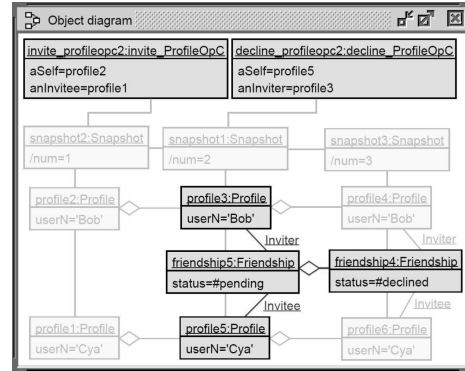 Object diagram
invite_profileopc2:invite_ProfileOpC
aSelf=profile2
anInvitee=profile1
decline_profileopc2:decline_ProfileOpC
aSelf=profile5
anInviter=profile3
snapshot2:Snapshot
/num=1
snapshot1:Snapshot
/num=2
snapshot3:Snapshot
/num=3
profile2:Profile
userN='Bob'
profile3:Profile
userN='Bob'
profile4:Profile
userN='Bob'
Inviter
Inviter
friendship5:Friendship
status=#pending
friendship4:Friendship
status=#declined
Invitee
Invitee
profile1:Profile
userN='Cya'
profile5:Profile
userN='Cya'
profile6:Profile
userN='Cya'